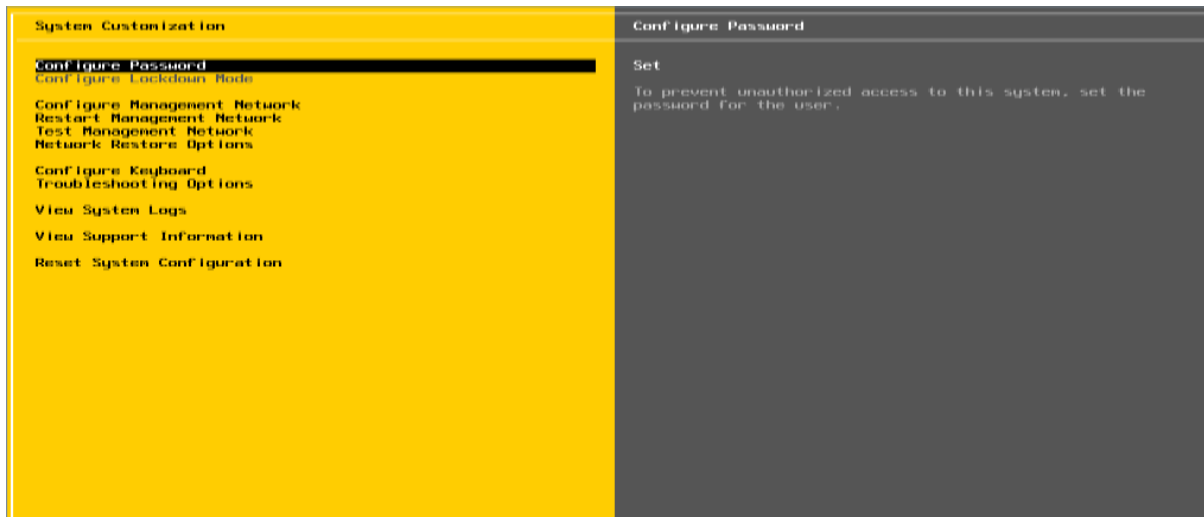 System Customization
Configure Password
Configure Lockdown Mode
Configure Management Network
Restart Management Network
Test Management Network
Network Restore Options
Configure Keyboard
Troubleshooting Options
View System Logs
View Support Information
Reset System Configuration
Configure Password
Set
To prevent unauthorized access to this system, set the
password for the user.